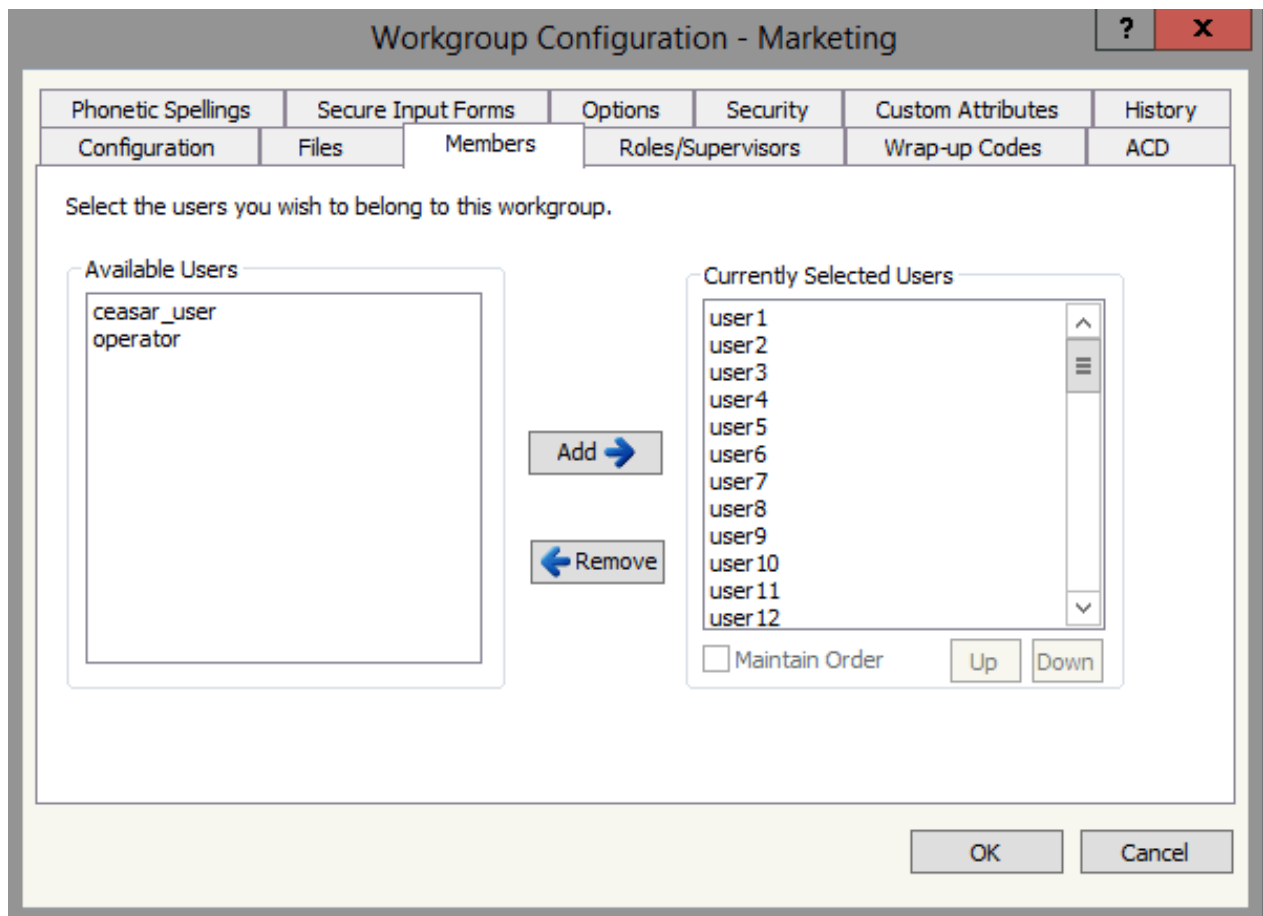 Workgroup Configuration - Marketing
? x
Phonetic Spellings Secure Input Forms Options Security Custom Attributes History
Configuration Files Members Roles/Supervisors Wrap-up Codes ACD
Select the users you wish to belong to this workgroup.
Available Users
ceasar_user
operator
Add
Remove
Currently Selected Users
user1
user2
user3
user4
user5
user6
user7
user8
user9
user10
user11
user12
Maintain Order Up Down
OK Cancel